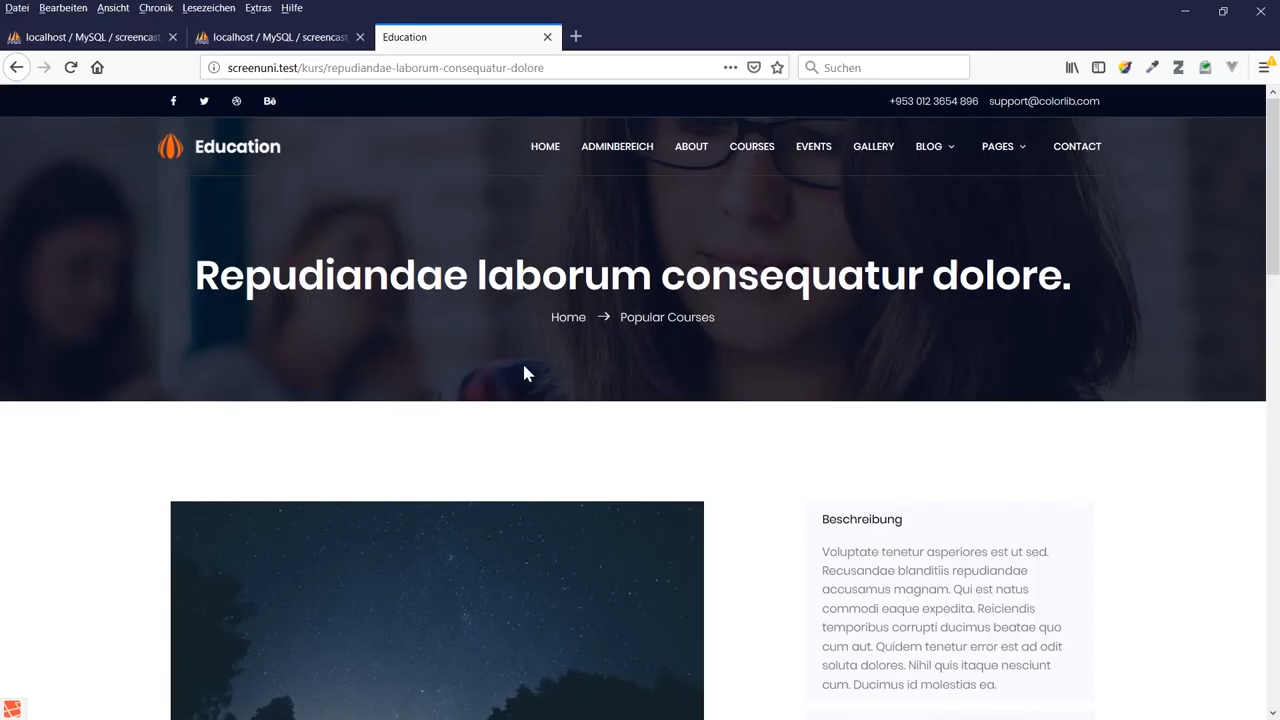 Datei Bearbeiten Ansicht Chronik Lesezeichen Extras Hilfe
localhost / MySQL / screencast localhost / MySQL / screencast Education
screenuni.test/kurs/repudiandae-laborum-consequatur-dolore Suchen
+953 012 3654 896 support@colorlib.com
Education HOME ADMINBEREICH ABOUT COURSES EVENTS GALLERY BLOG PAGES CONTACT
Repudiandae laborum consequatur dolore.
Home → Popular Courses
Beschreibung
Voluptate tenetur asperiores est ut sed.
Recusandae blanditiis repudiandae
accusamus magnam. Qui est natus
commodi eaque expedita. Reiciendis
temporibus corrupti ducimus beatae quo
cum aut. Quidem tenetur error est ad odit
soluta dolores. Nihil quis itaque nesciunt
cum. Ducimus id molestias ea.